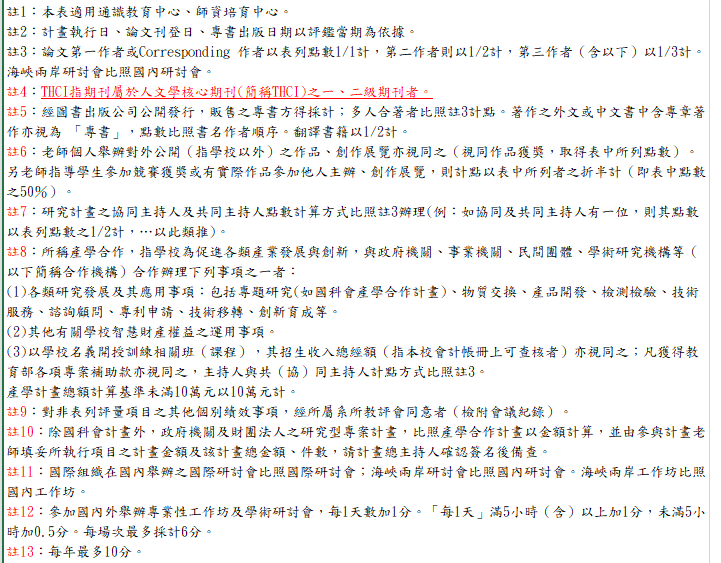 註1：本表適用通識教育中心、師資培育中心。
註2：計畫執行日、論文刊登日、專書出版日期以評鑑當期為依據。
註3：論文第一作者或Corresponding 作者以表列點數1/1計，第二作者則以1/2計，第三作者（含以下）以1/3計。
海峽兩岸研討會比照國內研討會。
註4：THCI指期刊屬於人文學核心期刊(簡稱THCI)之一、二級期刊者。
註5：經圖書出版公司公開發行，販售之專書方得採計；多人合著者比照註3計點。著作之外文或中文書中含專章著
作亦視為 「專書」，點數比照書名作者順序。翻譯書籍以1/2計。
註6：老師個人舉辦對外公開（指學校以外）之作品、創作展覽亦視同之（視同作品獲獎，取得表中所列點數）。
另老師指導學生參加競賽獲獎或有實際作品參加他人主辦、創作展覽，則計點以表中所列者之折半計（即表中點數
之50%）。
註7：研究計畫之協同主持人及共同主持人點數計算方式比照註3辦理(例：如協同及共同主持人有一位，則其點數
以表列點數之1/2計，…以此類推)。
註8：所稱產學合作，指學校為促進各類產業發展與創新，與政府機關、事業機關、民間團體、學術研究機構等（
以下簡稱合作機構）合作辦理下列事項之一者：
(1)各類研究發展及其應用事項：包括專題研究(如國科會產學合作計畫)、物質交換、產品開發、檢測檢驗、技術
服務、諮詢顧問、專利申請、技術移轉、創新育成等。
(2)其他有關學校智慧財產權益之運用事項。
(3)以學校名義開授訓練相關班（課程），其招生收入總經額（指本校會計帳冊上可查核者）亦視同之；凡獲得教
育部各項專案補助款亦視同之，主持人與共（協）同主持人計點方式比照註3。
產學計畫總額計算基準未滿10萬元以10萬元計。
註9：對非表列評量項目之其他個別績效事項，經所屬系所教評會同意者（檢附會議紀錄）。
註10：除國科會計畫外，政府機關及財團法人之研究型專案計畫，比照產學合作計畫以金額計算，並由參與計畫老
師填妥所執行項目之計畫金額及該計畫總金額、件數，請計畫總主持人確認簽名後備查。
註11：國際組織在國內舉辦之國際研討會比照國際研討會；海峽兩岸研討會比照國內研討會。海峽兩岸工作坊比照
國內工作坊。
註12：參加國內外舉辦專業性工作坊及學術研討會，每1天數加1分。「每1天」滿5小時（含）以上加1分，未滿5小
時加0.5分。每場次最多採計6分。
註13：每年最多10分。